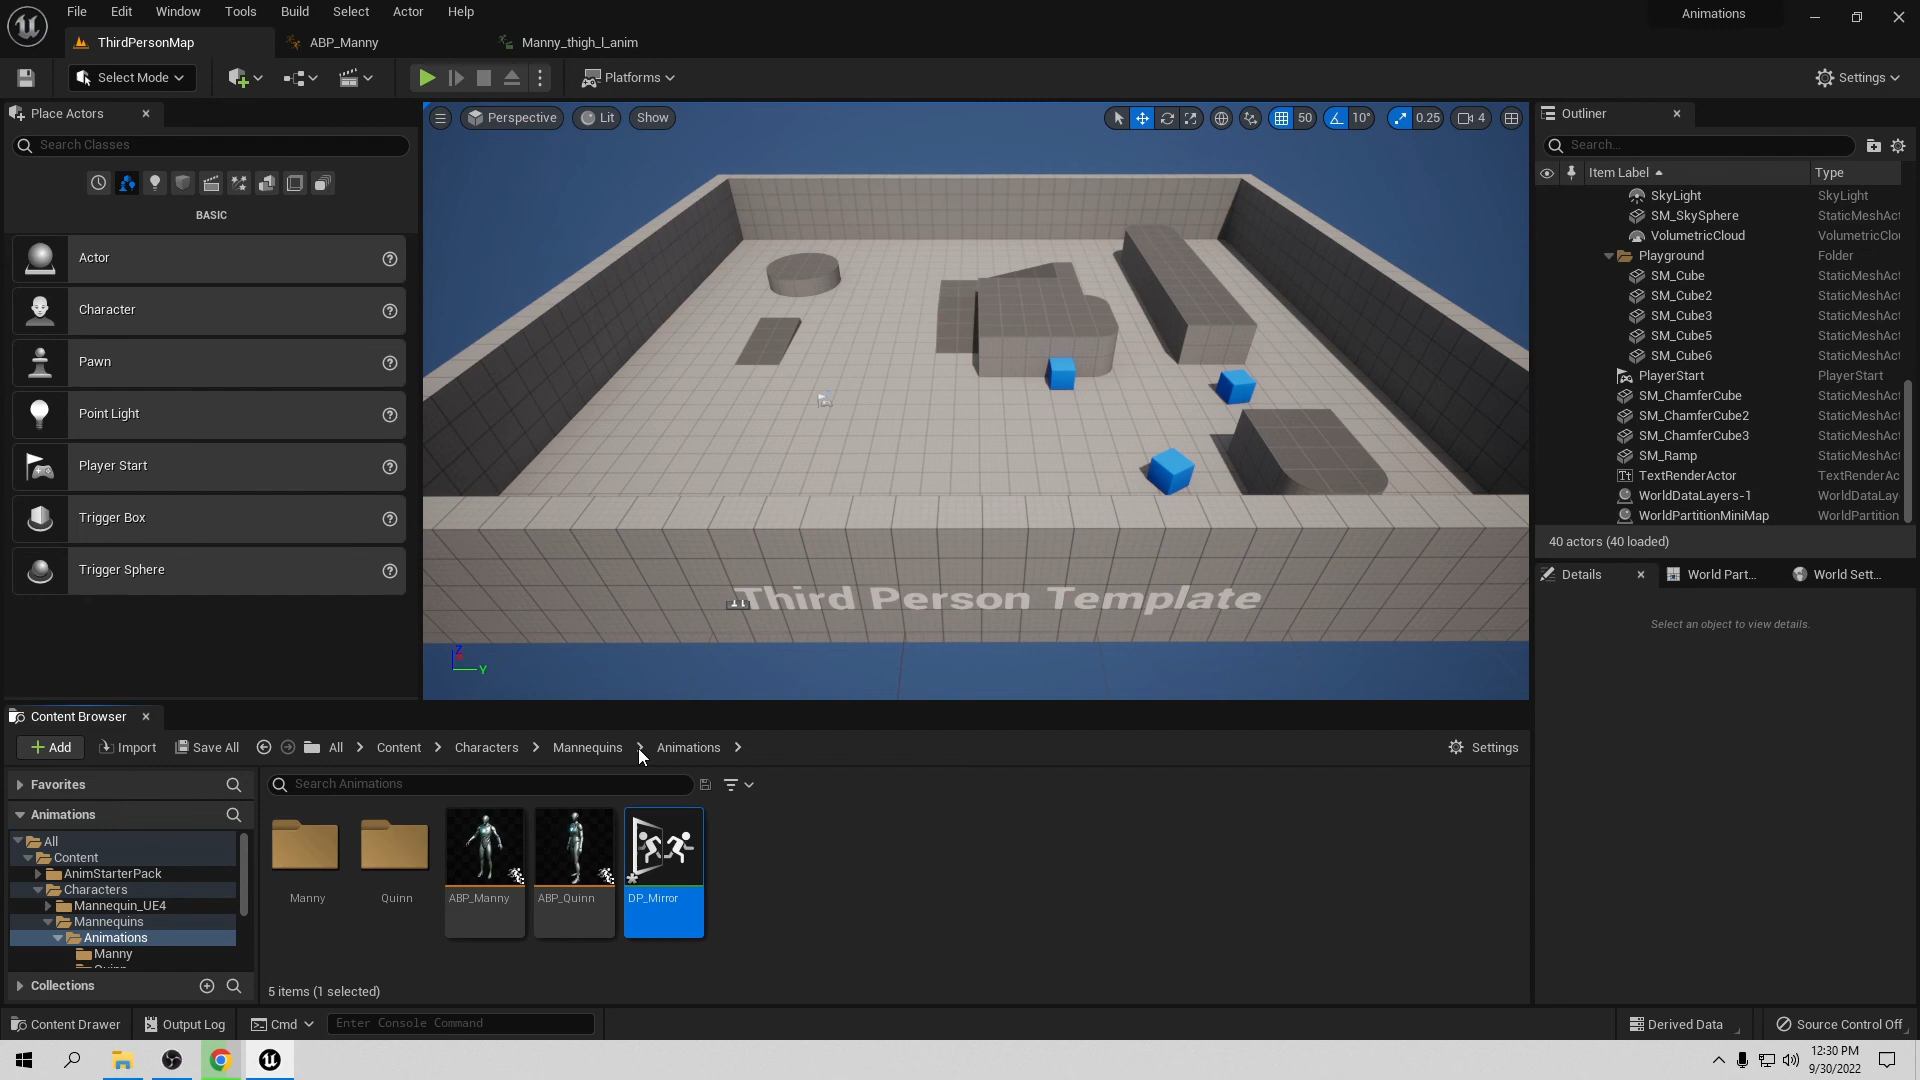 File Edit Window Tools Build Select Actor Help
Animations
ThirdPersonMap ABP_Manny Manny_thigh_l_anim
Select Mode Platforms Settings
Place Actors
Search Classes
BASIC
Actor
Character
Pawn
Point Light
Player Start
Trigger Box
Trigger Sphere
Perspective Lit Show 50 10° 0.25 4
Third Person Template
Z
Y
Outliner
Search...
Item Label Type
SkyLight SkyLight
SM_SkySphere StaticMeshAct
VolumetricCloud VolumetricClou
Playground Folder
SM_Cube StaticMeshAct
SM_Cube2 StaticMeshAct
SM_Cube3 StaticMeshAct
SM_Cube5 StaticMeshAct
SM_Cube6 StaticMeshAct
PlayerStart PlayerStart
SM_ChamferCube StaticMeshAct
SM_ChamferCube2 StaticMeshAct
SM_ChamferCube3 StaticMeshAct
SM_Ramp StaticMeshAct
TextRenderActor TextRenderAc
WorldDataLayers-1 WorldDataLay
WorldPartitionMiniMap WorldPartition
40 actors (40 loaded)
Details World Part... World Sett...
Select an object to view details.
Content Browser
Add Import Save All All Content Characters Mannequins Animations Settings
Favorites
Animations
All
Content
AnimStarterPack
Characters
Mannequin_UE4
Mannequins
Animations
Manny
Quinn
Collections
Search Animations
Manny Quinn ABP_Manny ABP_Quinn DP_Mirror
5 items (1 selected)
Content Drawer Output Log Cmd Enter Console Command Derived Data Source Control Off
12:30 PM
9/30/2022